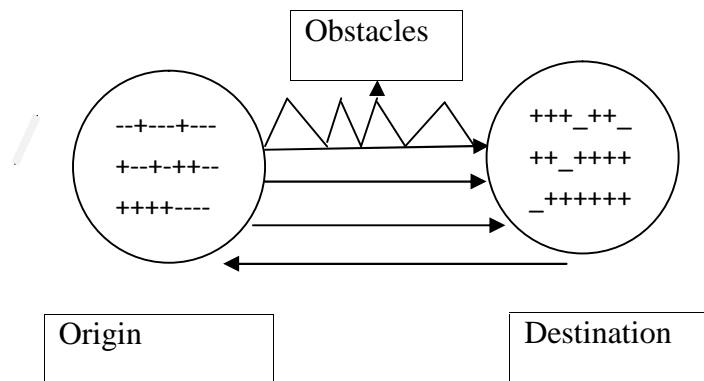 Obstacles
--+---+---
+--+-++--
++++----
+++_++_
++_++++
_++++++
Origin
Destination